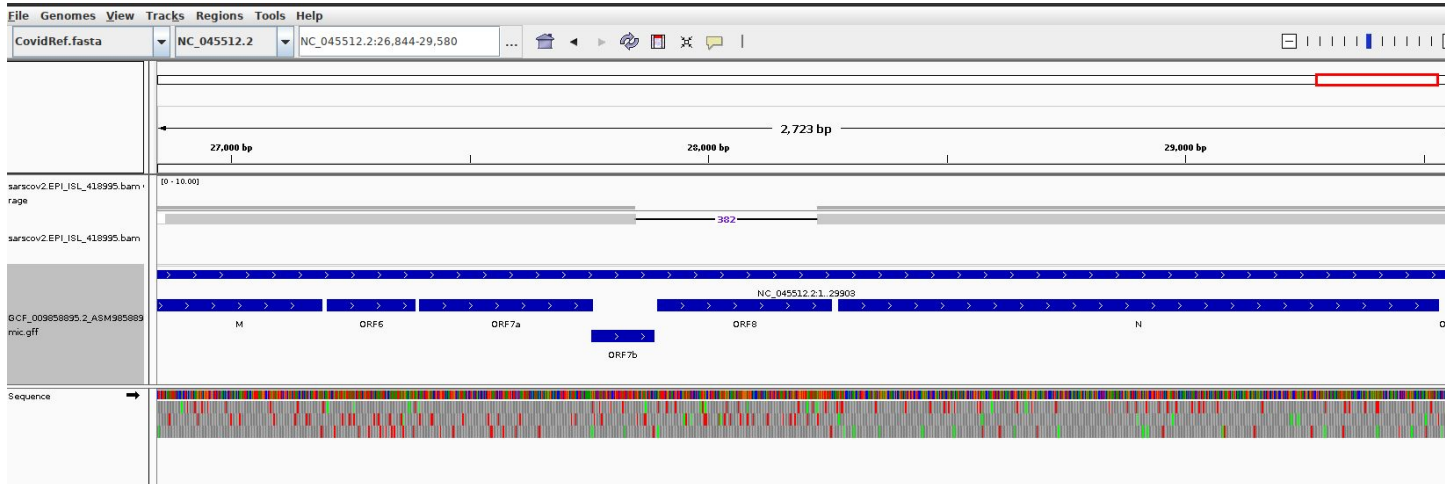 File Genomes View Tracks Regions Tools Help
CovidRef.fasta NC_045512.2 NC_045512.2:26,844-29,580 ...
2,723 bp
27,000 bp 28,000 bp 29,000 bp
sarscov2.EPI_ISL_418995.bam
rage
[0 - 10.00]
382
sarscov2.EPI_ISL_418995.bam
NC_045512.2:1..29903
GCF_009858895.2_ASM985889
mic.gff
M ORF6 ORF7a ORF8 N
ORF7b
Sequence